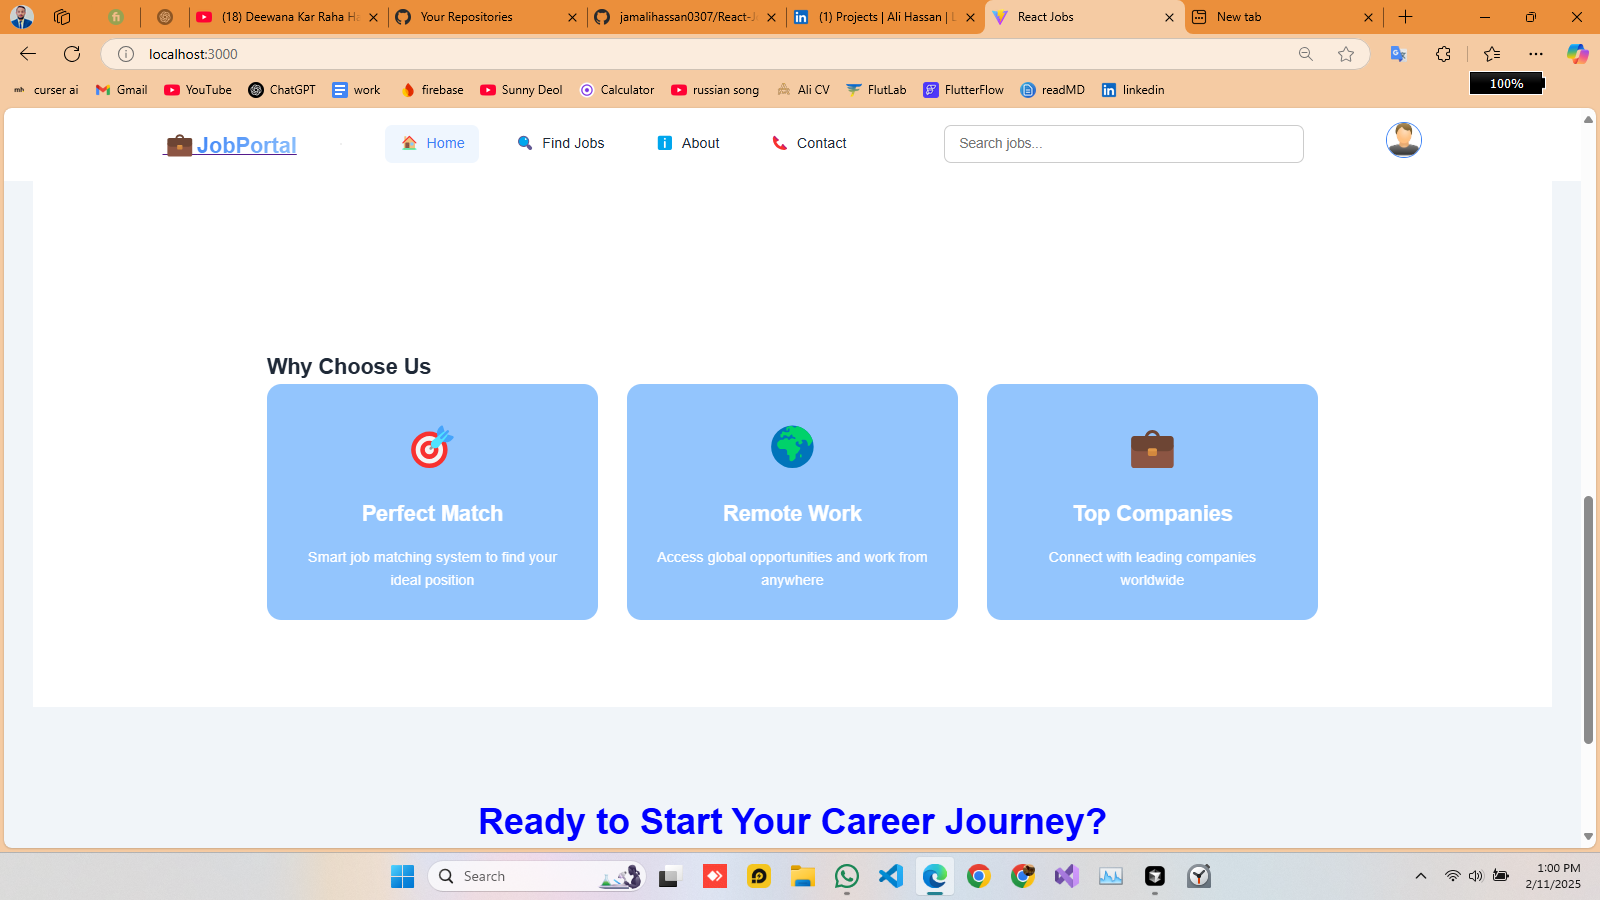 (18) Deewana Kar Raha Ha
Your Repositories
jamalihassan0307/React-Jo
(1) Projects | Ali Hassan | L
React Jobs
New tab
localhost:3000
curser ai
Gmail
YouTube
ChatGPT
work
firebase
Sunny Deol
Calculator
russian song
Ali CV
FlutLab
FlutterFlow
readMD
linkedin
100%
JobPortal
Home
Find Jobs
About
Contact
Search jobs...
Why Choose Us
Perfect Match
Smart job matching system to find your
ideal position
Remote Work
Access global opportunities and work from
anywhere
Top Companies
Connect with leading companies
worldwide
Ready to Start Your Career Journey?
Search
1:00 PM
2/11/2025